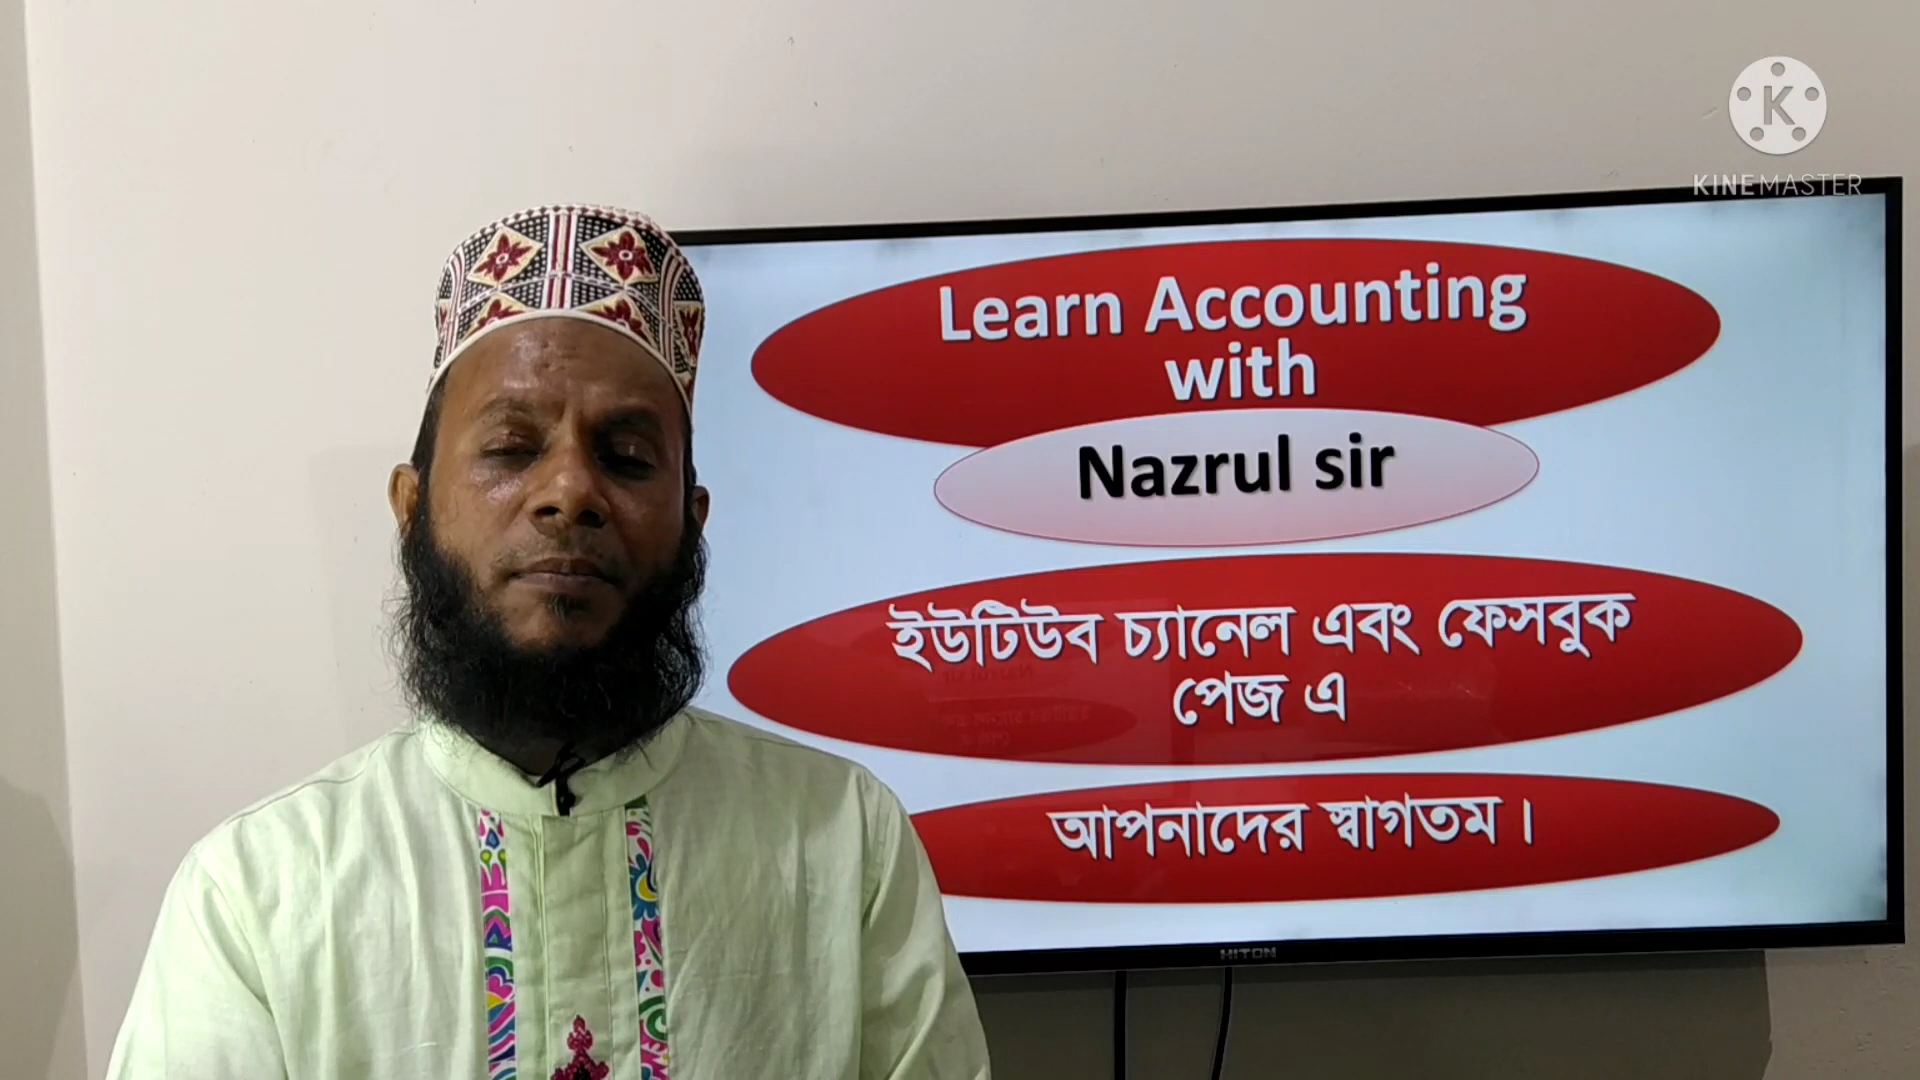 KINEMASTER
Learn Accounting
with
Nazrul sir
ইউটিউব চ্যানেল এবং ফেসবুক
পেজ এ
আপনাদের স্বাগতম।
HITON